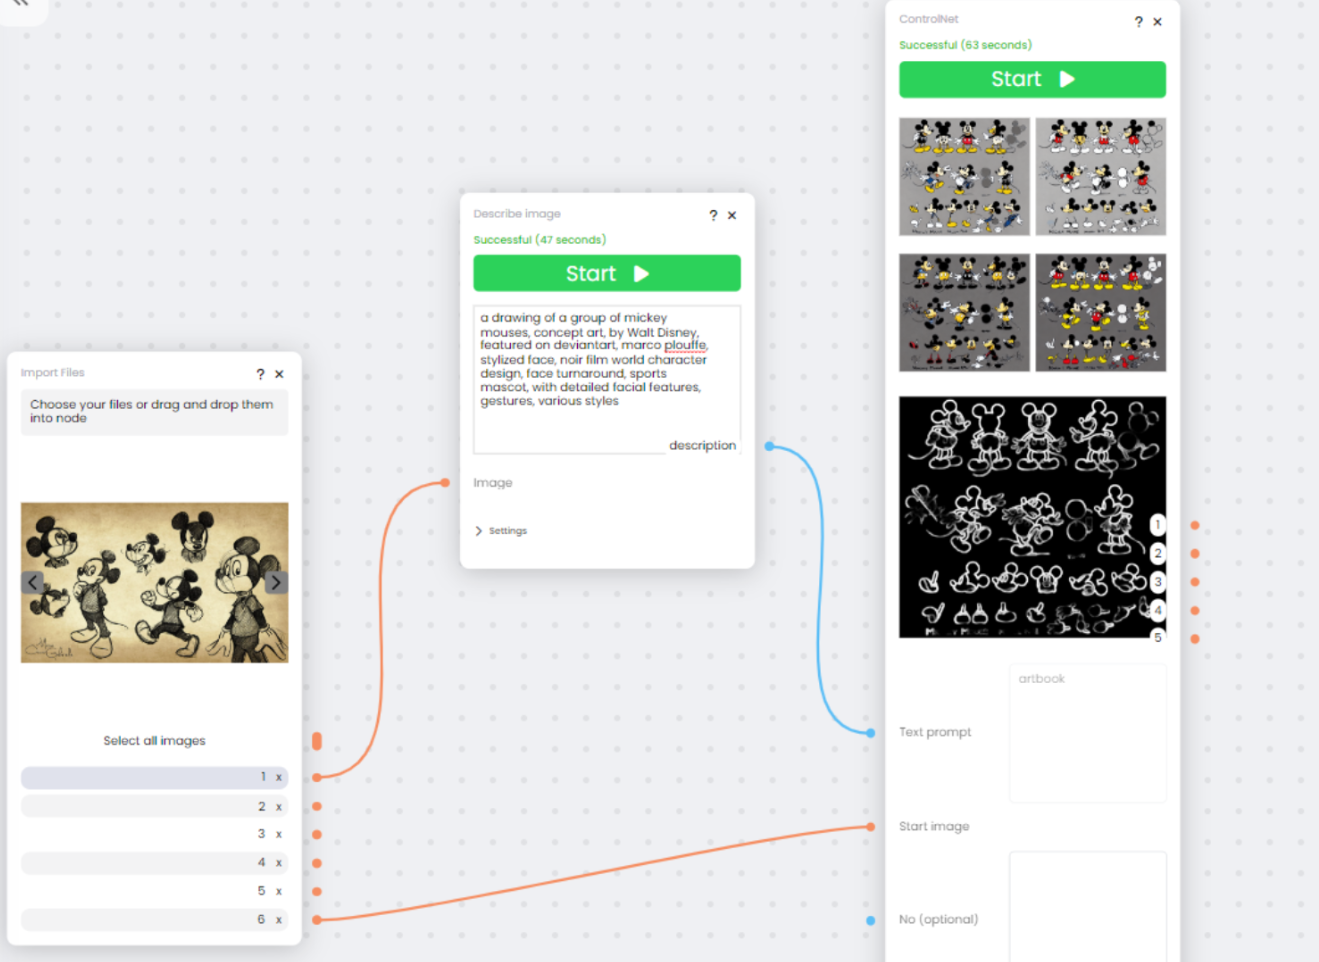 Import Files
?
×
Choose your files or drag and drop them
into node
Select all images
1 x
2 x
3 x
4 x
5 x
6 x
Describe image
?
×
Successful (47 seconds)
Start
a drawing of a group of mickey
mouses, concept art, by Walt Disney,
featured on deviantart, marco plouffe,
stylized face, noir film world character
design, face turnaround, sports
mascot, with detailed facial features,
gestures, various styles
description
Image
Settings
ControlNet
?
×
Successful (63 seconds)
Start
1
2
3
4
5
artbook
Text prompt
Start image
No (optional)